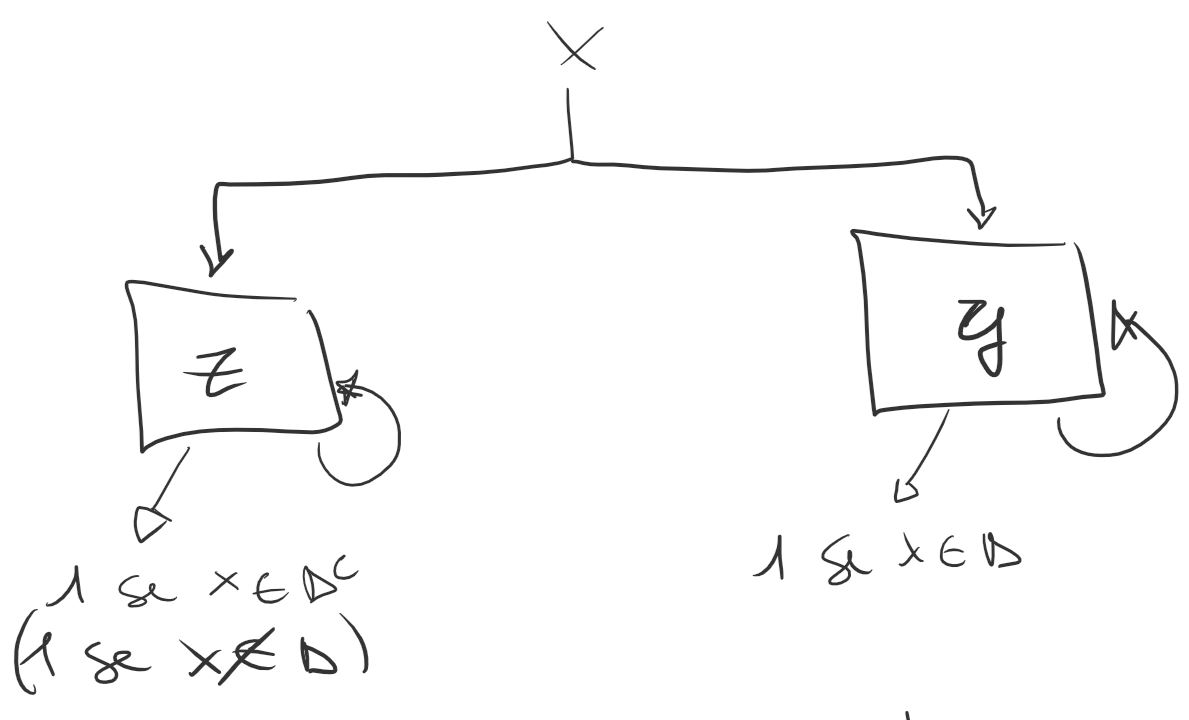 X
z
y
1 se x ∈ D^c
1 se x ∈ D
(1 se x ∉ D)